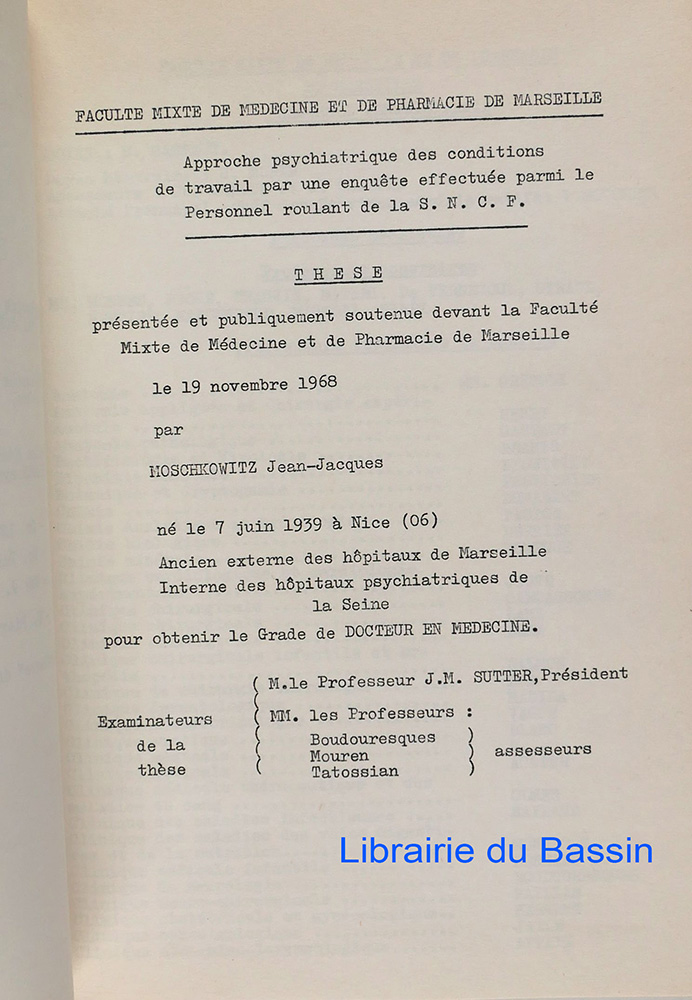 FACULTE MIXTE DE MEDECINE ET DE PHARMACIE DE MARSEILLE
Approche psychiatrique des conditions
de travail par une enquête effectuée parmi le
Personnel roulant de la S. N. C. F.
T H E S E
présentée et publiquement soutenue devant la Faculté
Mixte de Médecine et de Pharmacie de Marseille
le 19 novembre 1968
par
MOSCHKOWITZ Jean-Jacques
né le 7 juin 1939 à Nice (06)
Ancien externe des hôpitaux de Marseille
Interne des hôpitaux psychiatriques de
la Seine
pour obtenir le Grade de DOCTEUR EN MEDECINE.
( M.le Professeur J.M. SUTTER,Président
Examinateurs ( MM. les Professeurs :
de la ( Boudouresques )
( Mouren ) assesseurs
thèse ( Tatossian )
Librairie du Bassin